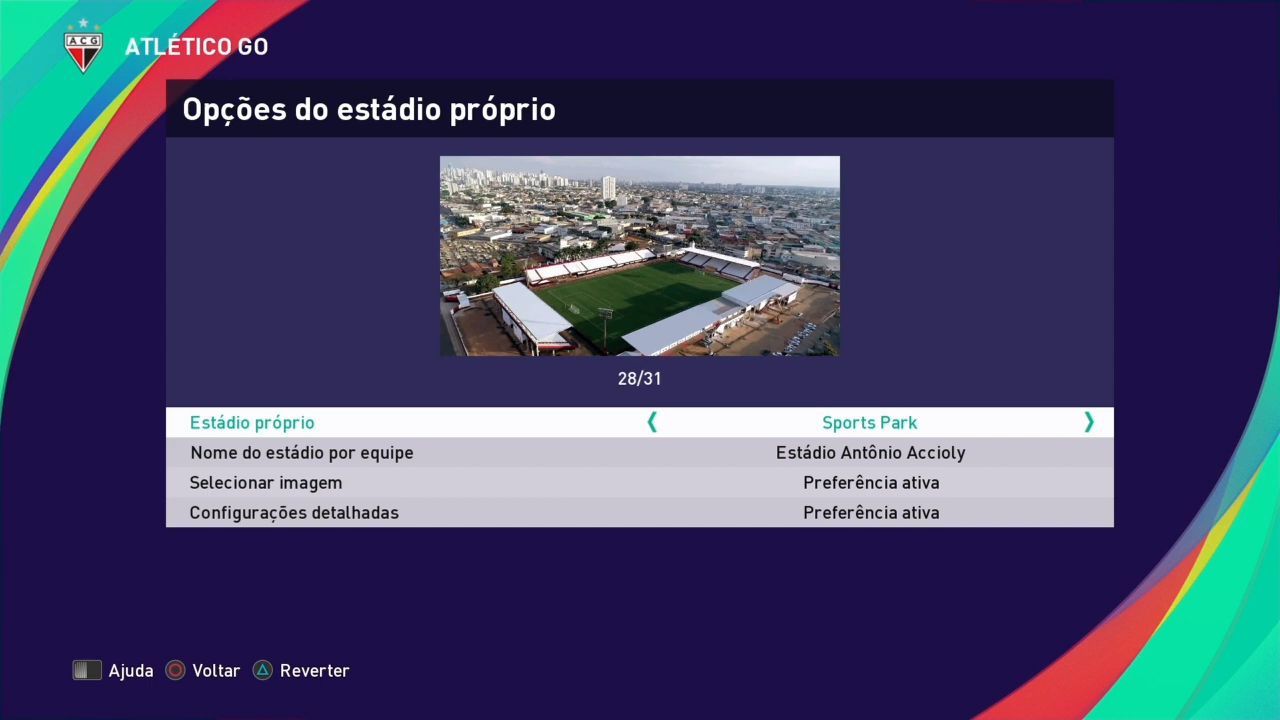 ACG
ATLÉTICO GO
Opções do estádio próprio
28/31
Estádio próprio Sports Park
Nome do estádio por equipe Estádio Antônio Accioly
Selecionar imagem Preferência ativa
Configurações detalhadas Preferência ativa
Ajuda Voltar Reverter